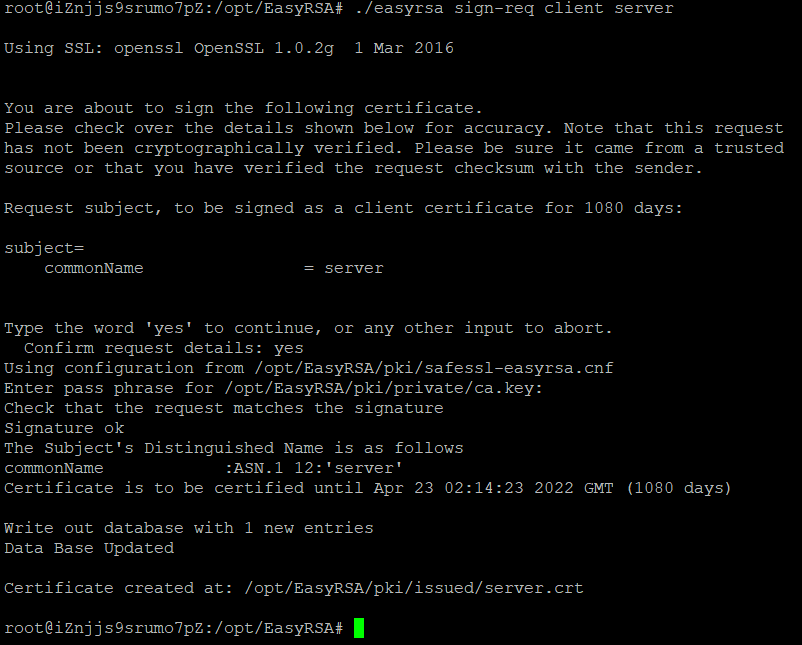 root@iZnjjs9srumo7pZ:/opt/EasyRSA# ./easyrsa sign-req client server
Using SSL: openssl OpenSSL 1.0.2g  1 Mar 2016
You are about to sign the following certificate.
Please check over the details shown below for accuracy. Note that this request
has not been cryptographically verified. Please be sure it came from a trusted
source or that you have verified the request checksum with the sender.
Request subject, to be signed as a client certificate for 1080 days:
subject=
    commonName                = server
Type the word 'yes' to continue, or any other input to abort.
  Confirm request details: yes
Using configuration from /opt/EasyRSA/pki/safessl-easyrsa.cnf
Enter pass phrase for /opt/EasyRSA/pki/private/ca.key:
Check that the request matches the signature
Signature ok
The Subject's Distinguished Name is as follows
commonName            :ASN.1 12:'server'
Certificate is to be certified until Apr 23 02:14:23 2022 GMT (1080 days)
Write out database with 1 new entries
Data Base Updated
Certificate created at: /opt/EasyRSA/pki/issued/server.crt
root@iZnjjs9srumo7pZ:/opt/EasyRSA#